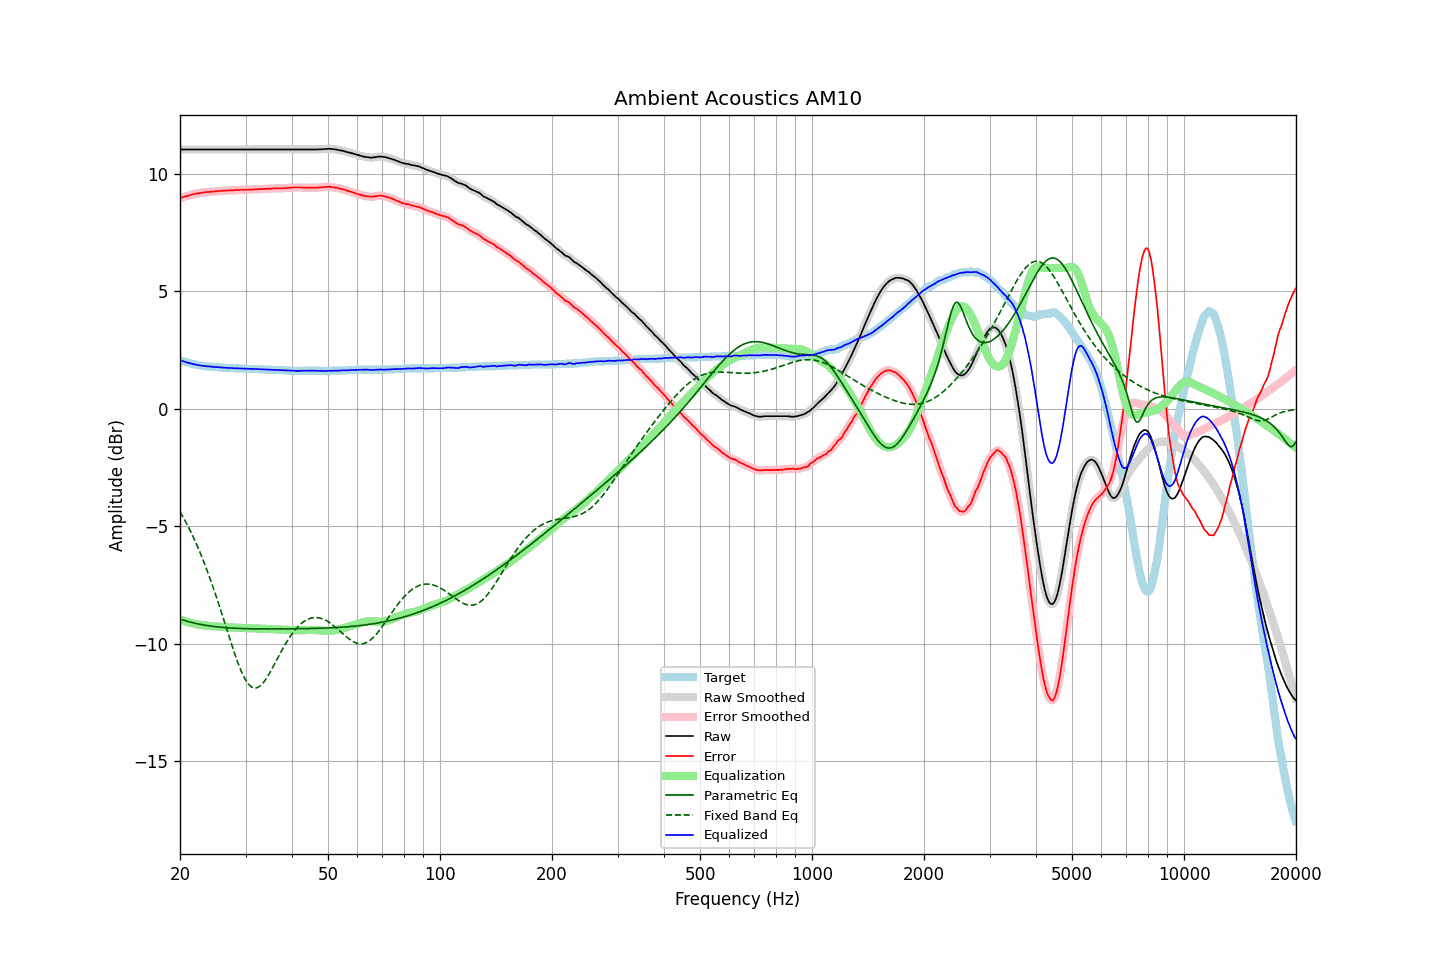 Ambient Acoustics AM10
Amplitude (dBr)
10
5
0
−5
−10
−15
Target
Raw Smoothed
Error Smoothed
Raw
Error
Equalization
Parametric Eq
Fixed Band Eq
Equalized
20 50 100 200 500 1000 2000 5000 10000 20000
Frequency (Hz)